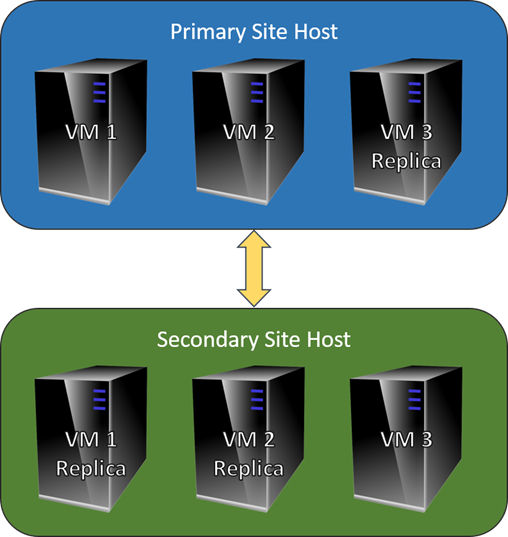 Primary Site Host
VM 1
VM 2
VM 3
Replica
Secondary Site Host
VM 1
Replica
VM 2
Replica
VM 3